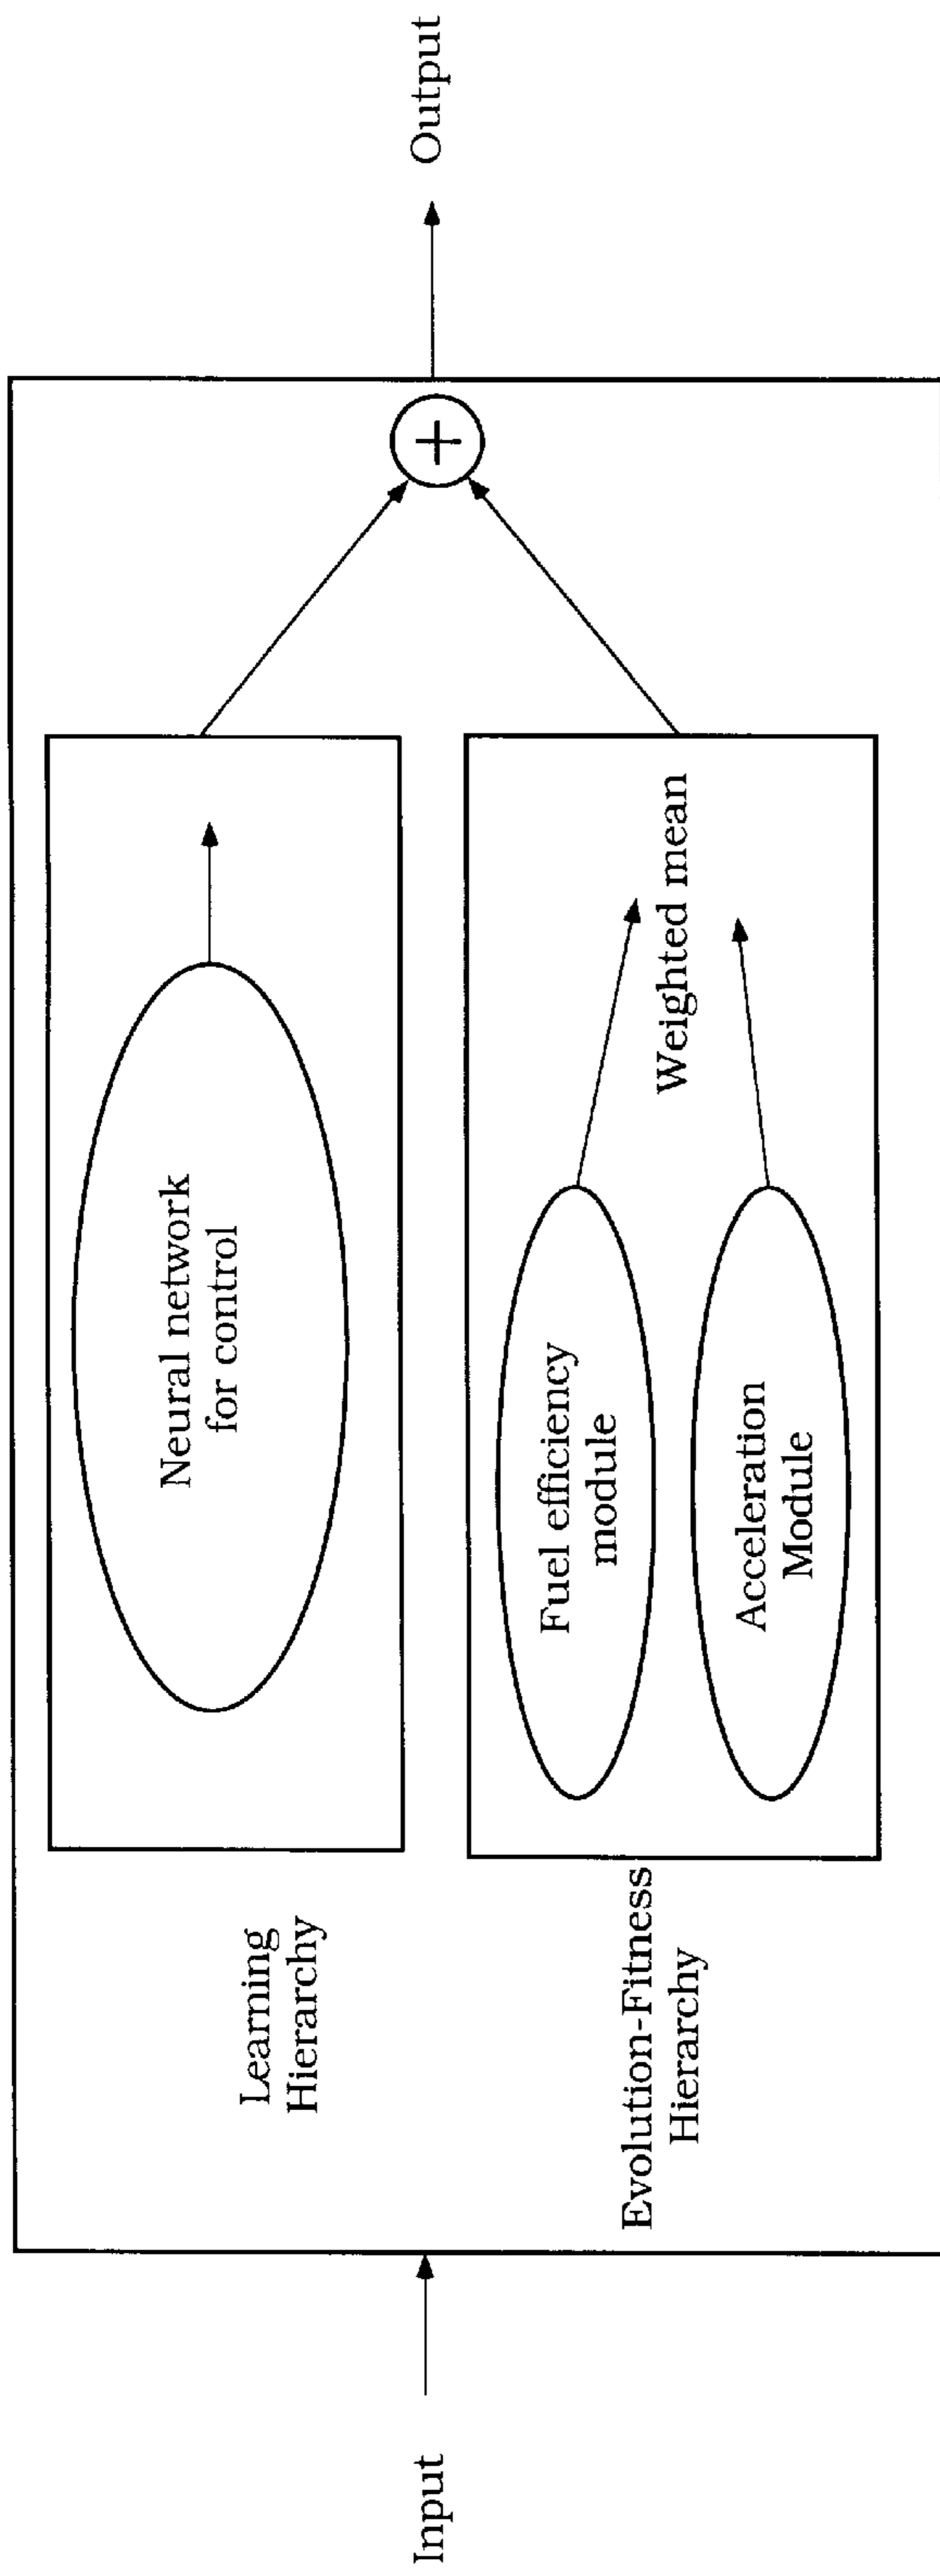 Input
Learning
Hierarchy
Neural network
for control
Evolution-Fitness
Hierarchy
Fuel efficiency
module
Acceleration
Module
Weighted mean
+
Output